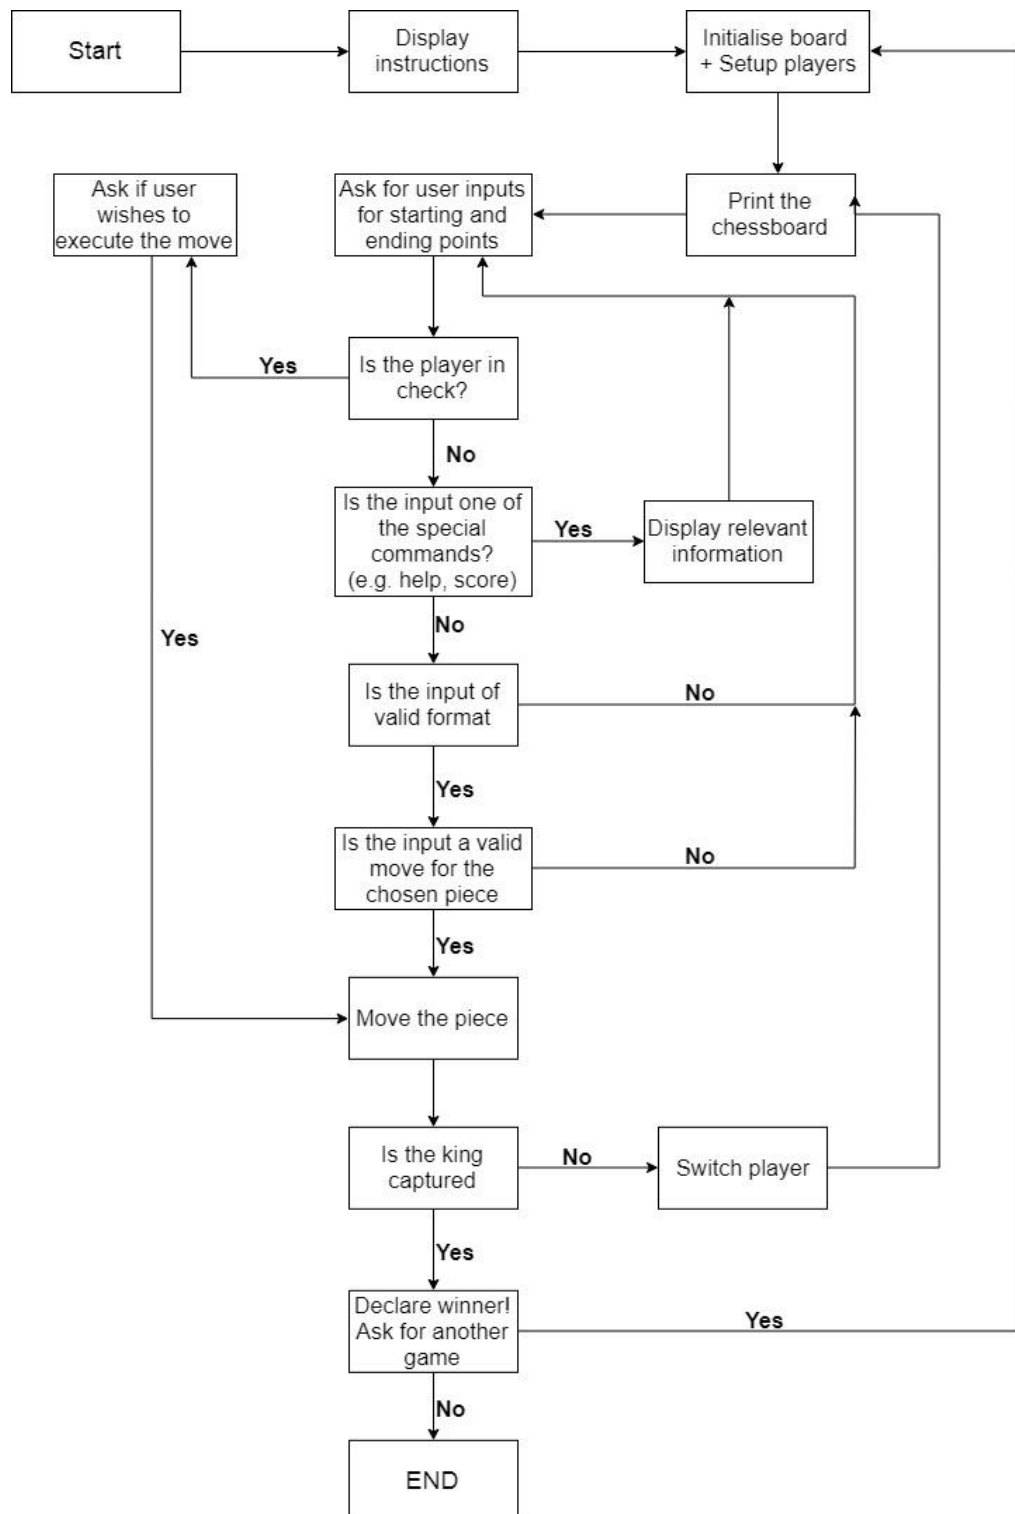 Start
Display
instructions
Initialise board
+ Setup players
Ask if user
wishes to
execute the move
Ask for user inputs
for starting and
ending points
Print the
chessboard
Yes
Is the player in
check?
No
Is the input one of
the special
commands?
(e.g. help, score)
Yes
Display relevant
information
No
Yes
Is the input of
valid format
No
Yes
Is the input a valid
move for the
chosen piece
No
Yes
Move the piece
Is the king
captured
No
Switch player
Yes
Declare winner!
Ask for another
game
Yes
No
END